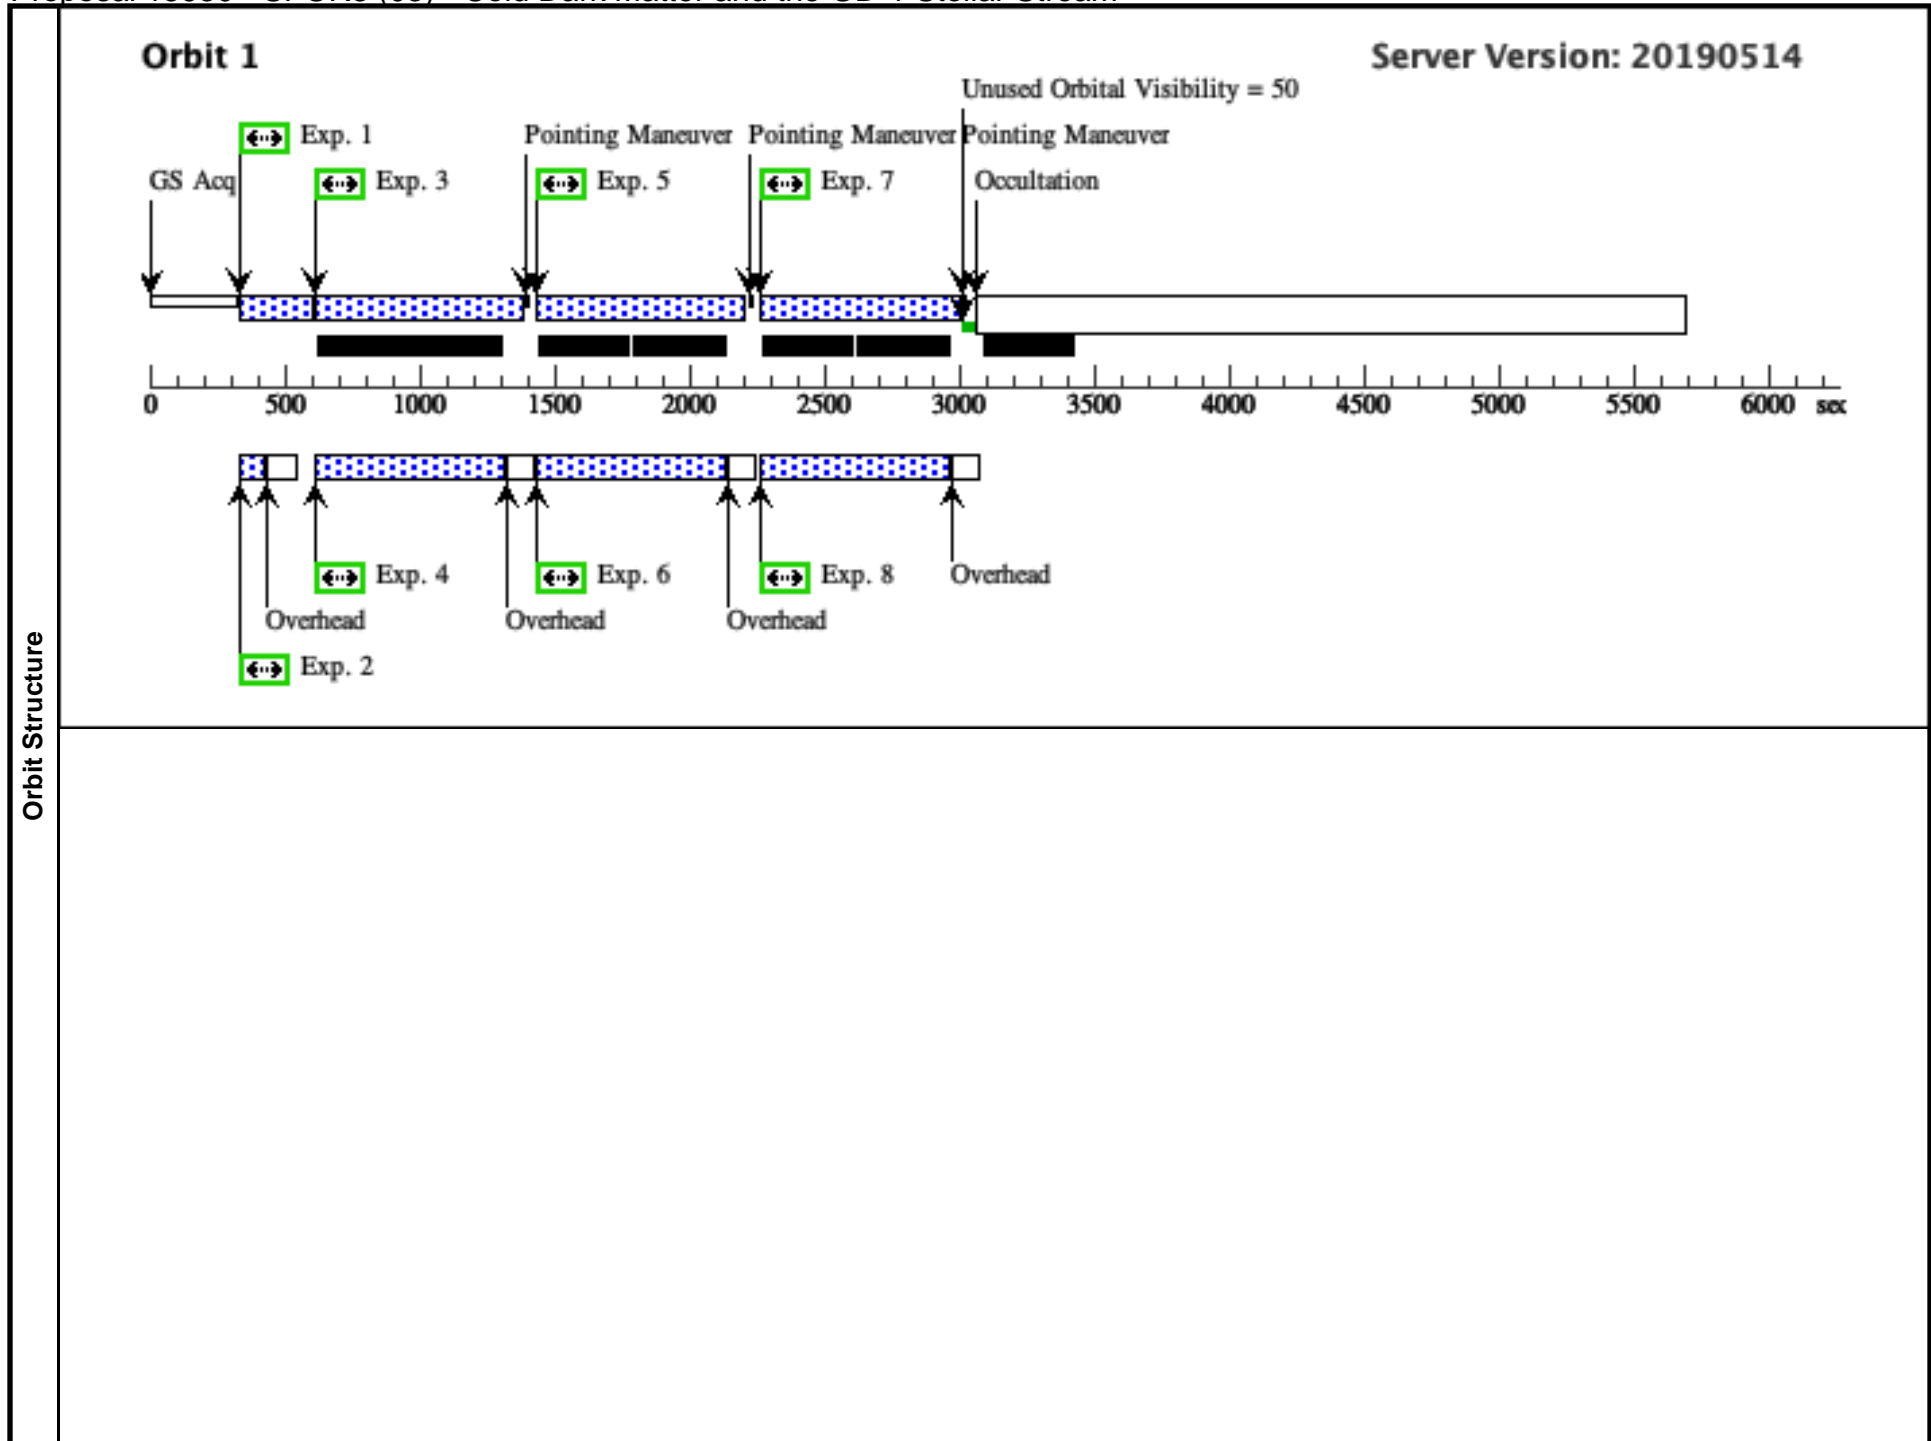 Orbit 1
Server Version: 20190514
Unused Orbital Visibility = 50
Exp. 1
Pointing Maneuver
Pointing Maneuver
Pointing Maneuver
GS Acq
Exp. 3
Exp. 5
Exp. 7
Occultation
0 500 1000 1500 2000 2500 3000 3500 4000 4500 5000 5500 6000 sec
Exp. 4
Exp. 6
Exp. 8
Overhead
Overhead
Overhead
Overhead
Exp. 2
Orbit Structure